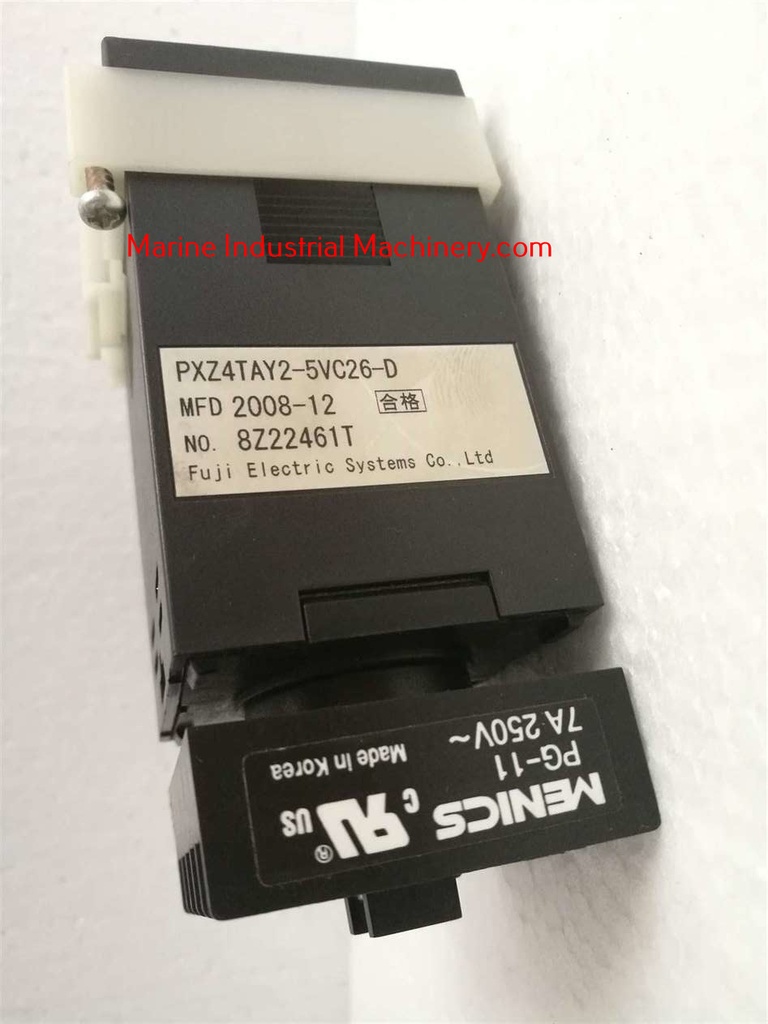 Marine Industrial Machinery.com
PXZ4TAY2-5VC26-D
MFD 2008-12 合格
NO. 8Z22461T
Fuji Electric Systems Co.,Ltd
MENICS
PG-11
7A 250V~
C UL US ®
Made in Korea